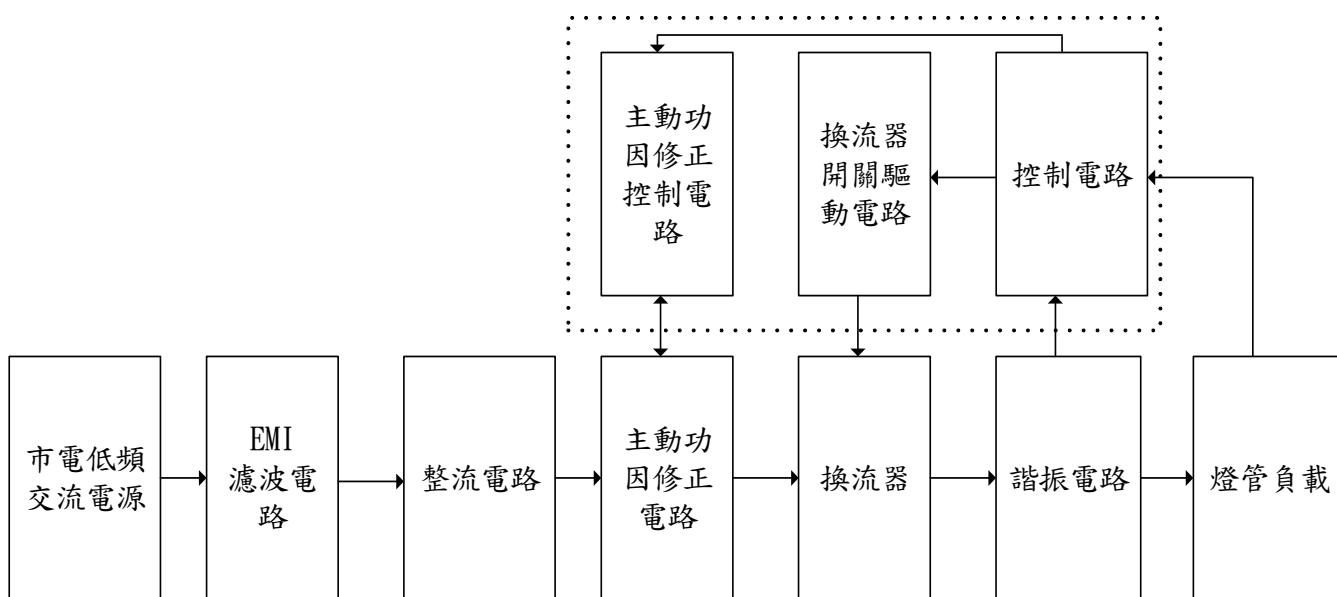 主動功
因修正
控制電
路
換流器
開關驅
動電路
控制電路
市電低頻
交流電源
EMI
濾波電
路
整流電路
主動功
因修正
電路
換流器
諧振電路
燈管負載